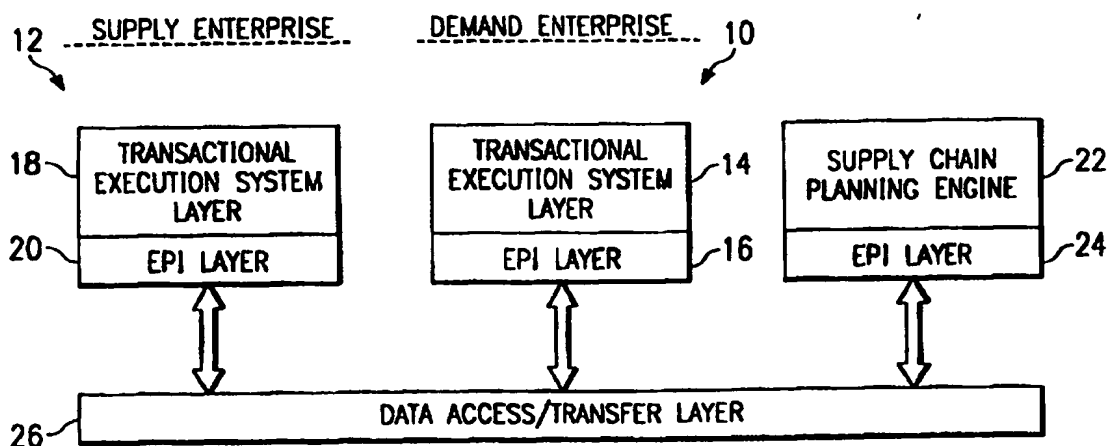 12 SUPPLY ENTERPRISE DEMAND ENTERPRISE 10
18 TRANSACTIONAL EXECUTION SYSTEM LAYER
20 EPI LAYER
TRANSACTIONAL EXECUTION SYSTEM LAYER 14
EPI LAYER 16
SUPPLY CHAIN PLANNING ENGINE 22
EPI LAYER 24
26 DATA ACCESS/TRANSFER LAYER